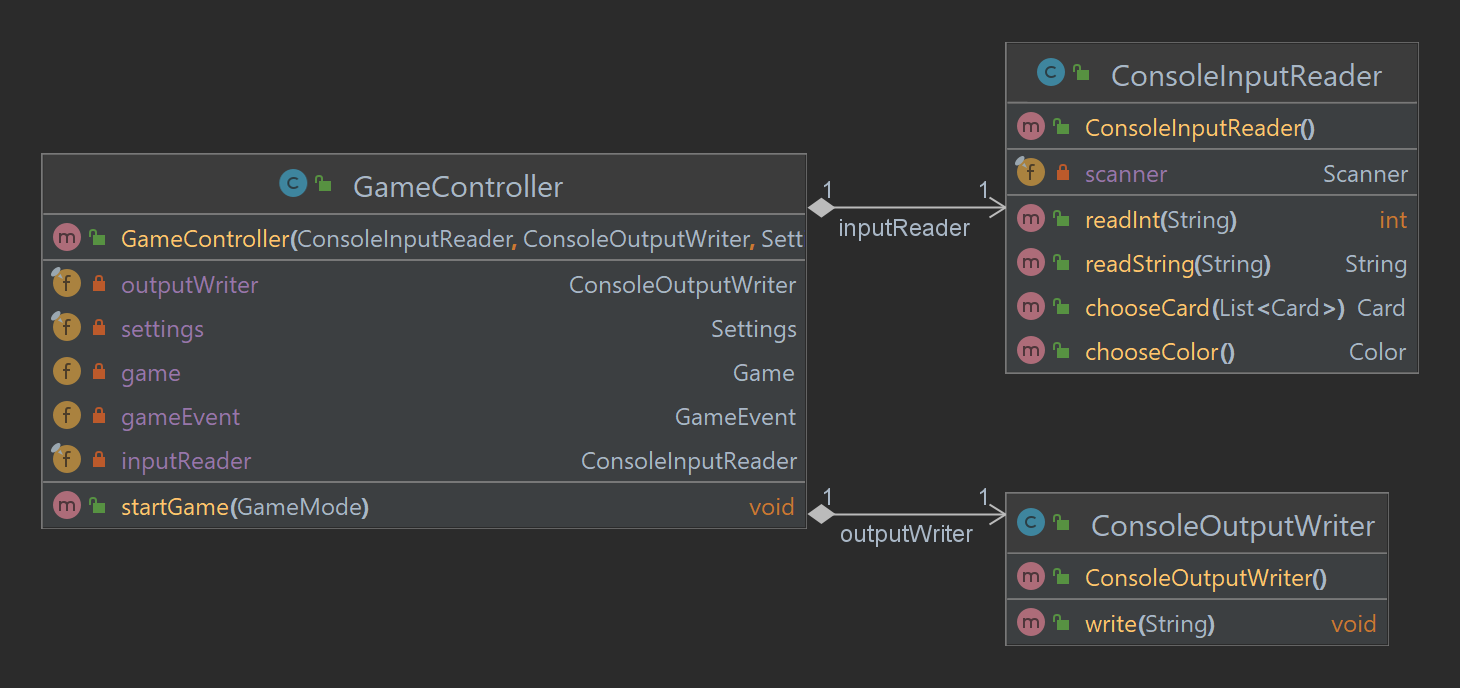 GameController
GameController(ConsoleInputReader, ConsoleOutputWriter, Sett
outputWriter ConsoleOutputWriter
settings Settings
game Game
gameEvent GameEvent
inputReader ConsoleInputReader
startGame(GameMode) void
1 1
inputReader
1 1
outputWriter
C ConsoleInputReader
m ConsoleInputReader()
f scanner Scanner
m readInt(String) int
m readString(String) String
m chooseCard(List<Card>) Card
m chooseColor() Color
C ConsoleOutputWriter
m ConsoleOutputWriter()
m write(String) void